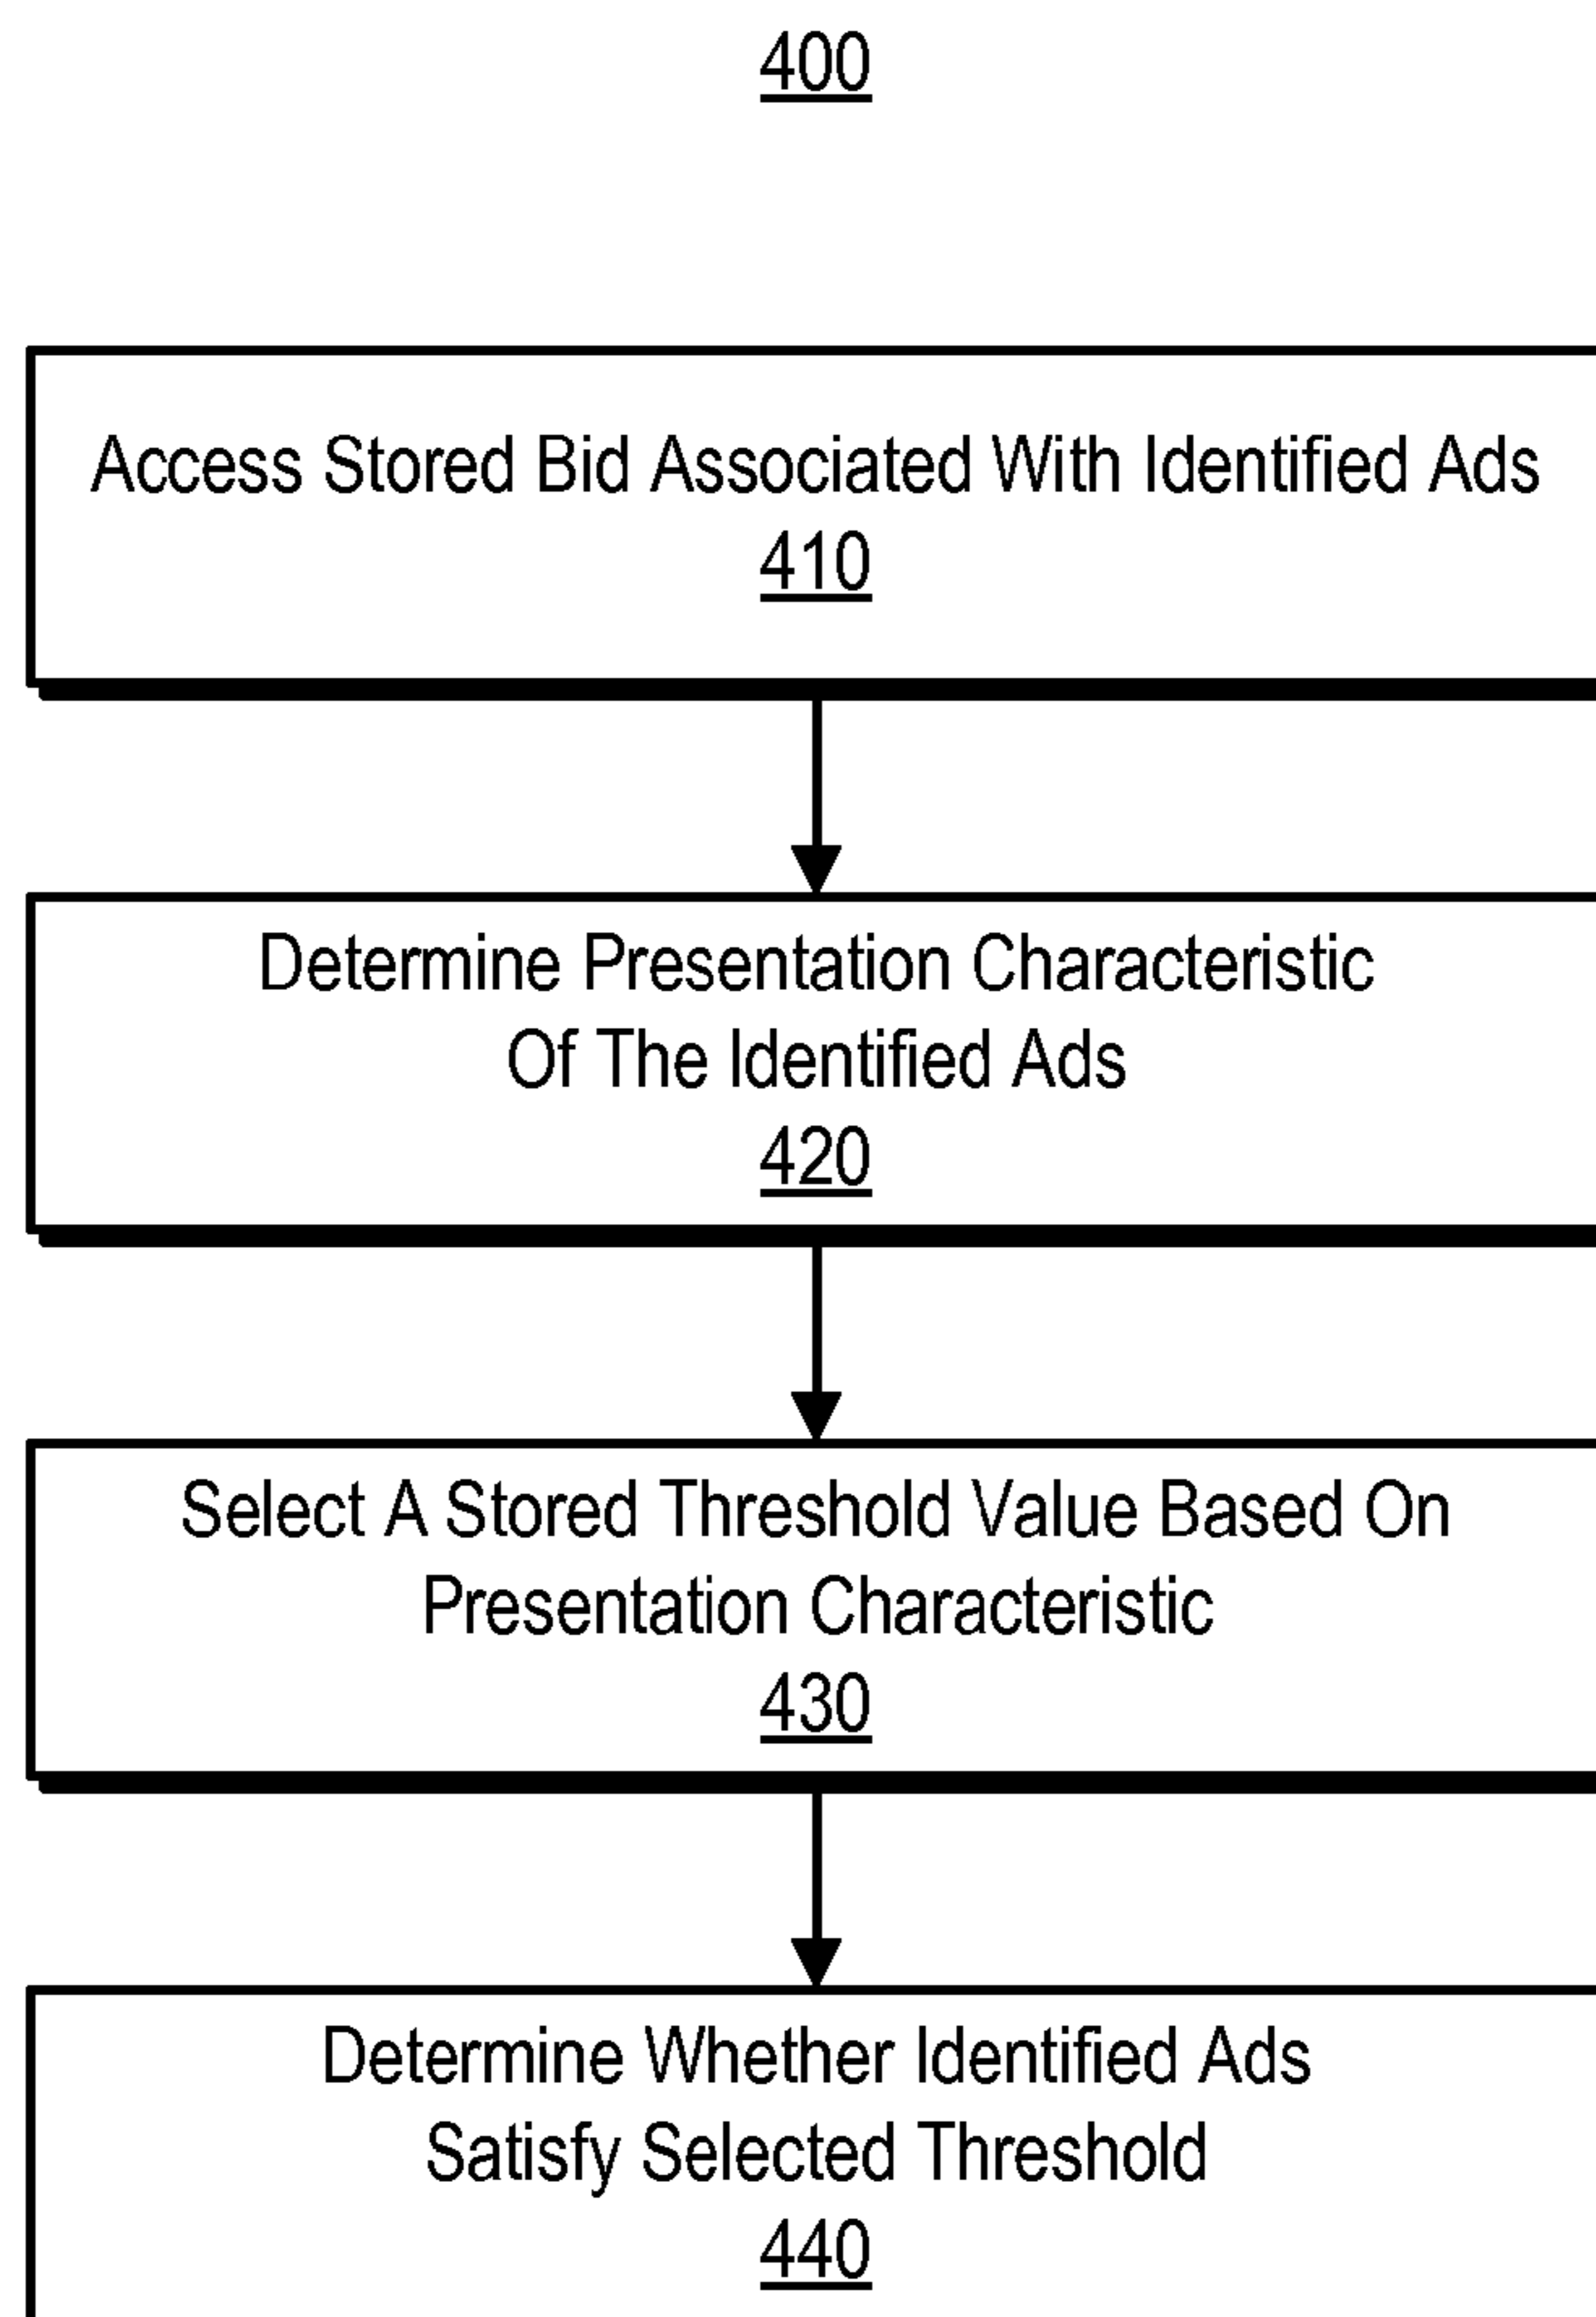 400
Access Stored Bid Associated With Identified Ads
410
Determine Presentation Characteristic
Of The Identified Ads
420
Select A Stored Threshold Value Based On
Presentation Characteristic
430
Determine Whether Identified Ads
Satisfy Selected Threshold
440